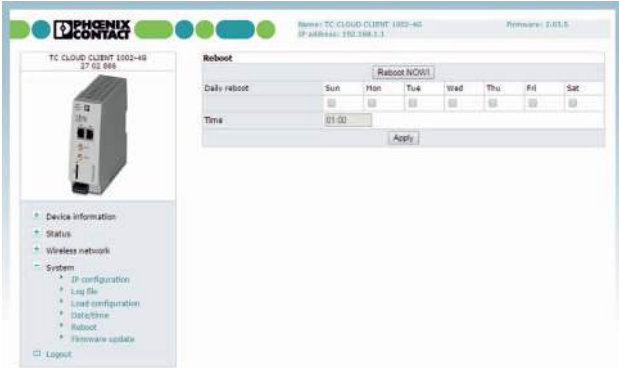 PHOENIX CONTACT
Name: TC CLOUD CLIENT 1002-4G
IP address: 192.168.1.1
Firmware: 2.03.5
TC CLOUD CLIENT 1002-4G
27 02 886
Reboot
Reboot NOW!
Daily reboot Sun Mon Tue Wed Thu Fri Sat
Time 01:00
Apply
+ Device information
+ Status
+ Wireless network
− System
IP configuration
Log file
Load configuration
Date/time
Reboot
Firmware update
Logout